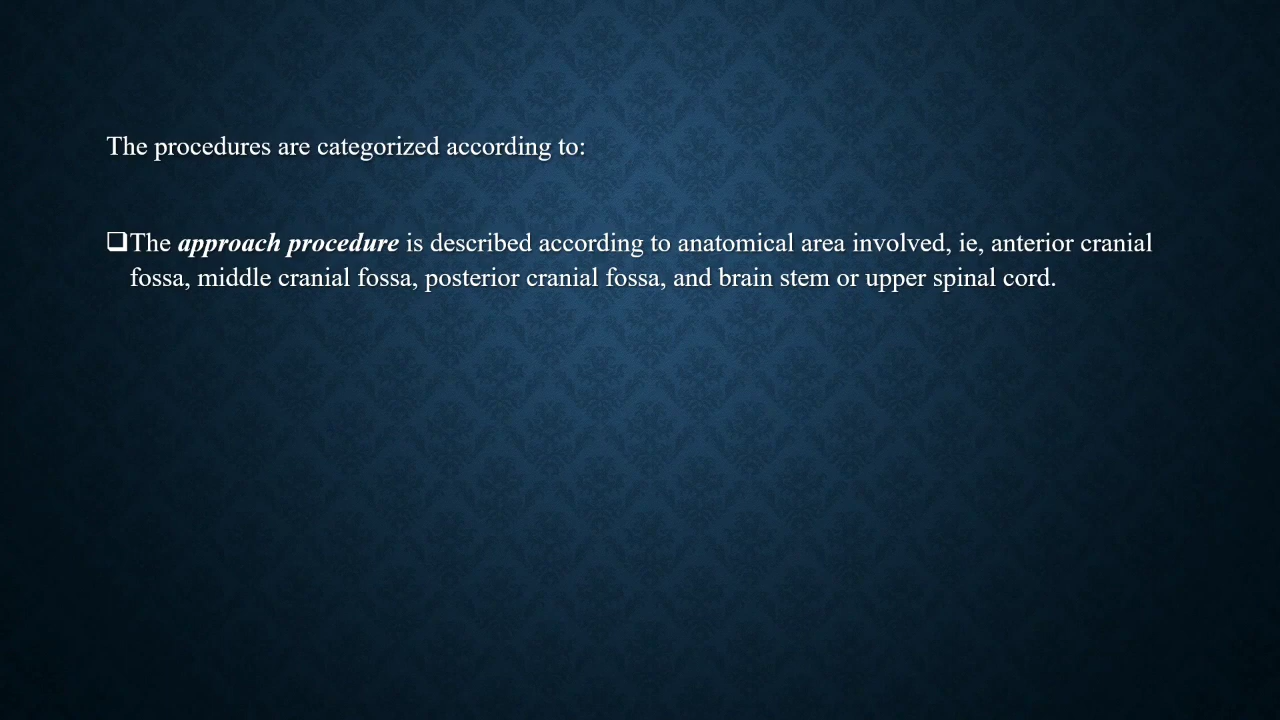 The procedures are categorized according to:
❑The approach procedure is described according to anatomical area involved, ie, anterior cranial
fossa, middle cranial fossa, posterior cranial fossa, and brain stem or upper spinal cord.